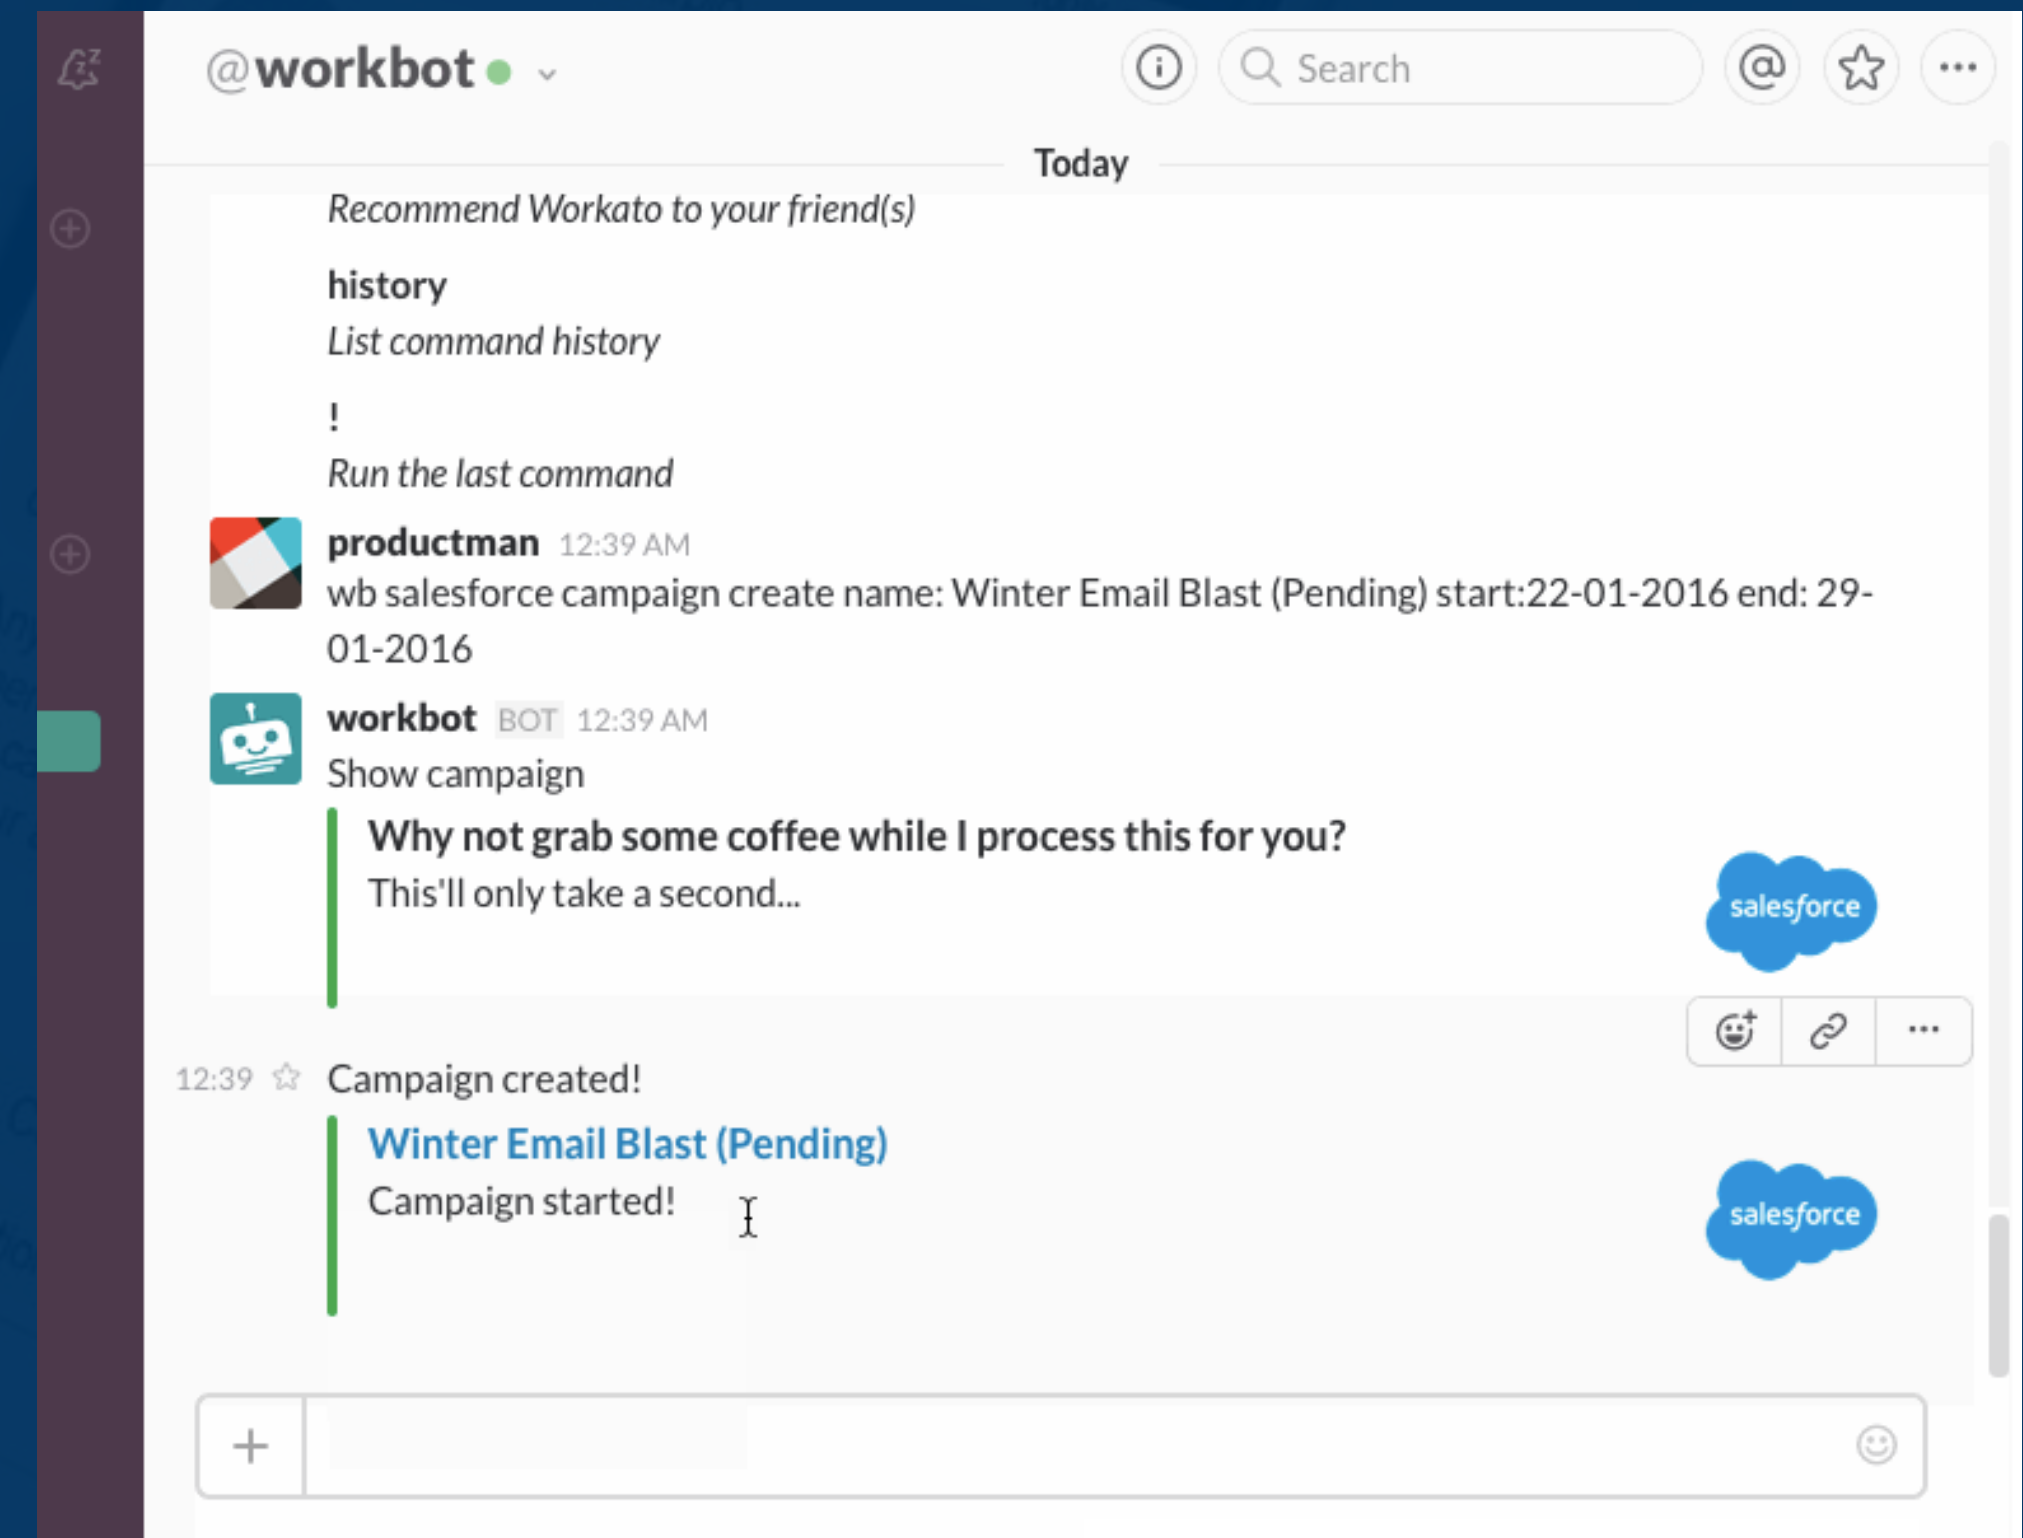 @workbot
Search
Today
Recommend Workato to your friend(s)
history
List command history
!
Run the last command
productman 12:39 AM
wb salesforce campaign create name: Winter Email Blast (Pending) start:22-01-2016 end: 29-
01-2016
workbot BOT 12:39 AM
Show campaign
Why not grab some coffee while I process this for you?
This'll only take a second...
salesforce
12:39 Campaign created!
Winter Email Blast (Pending)
Campaign started!
salesforce